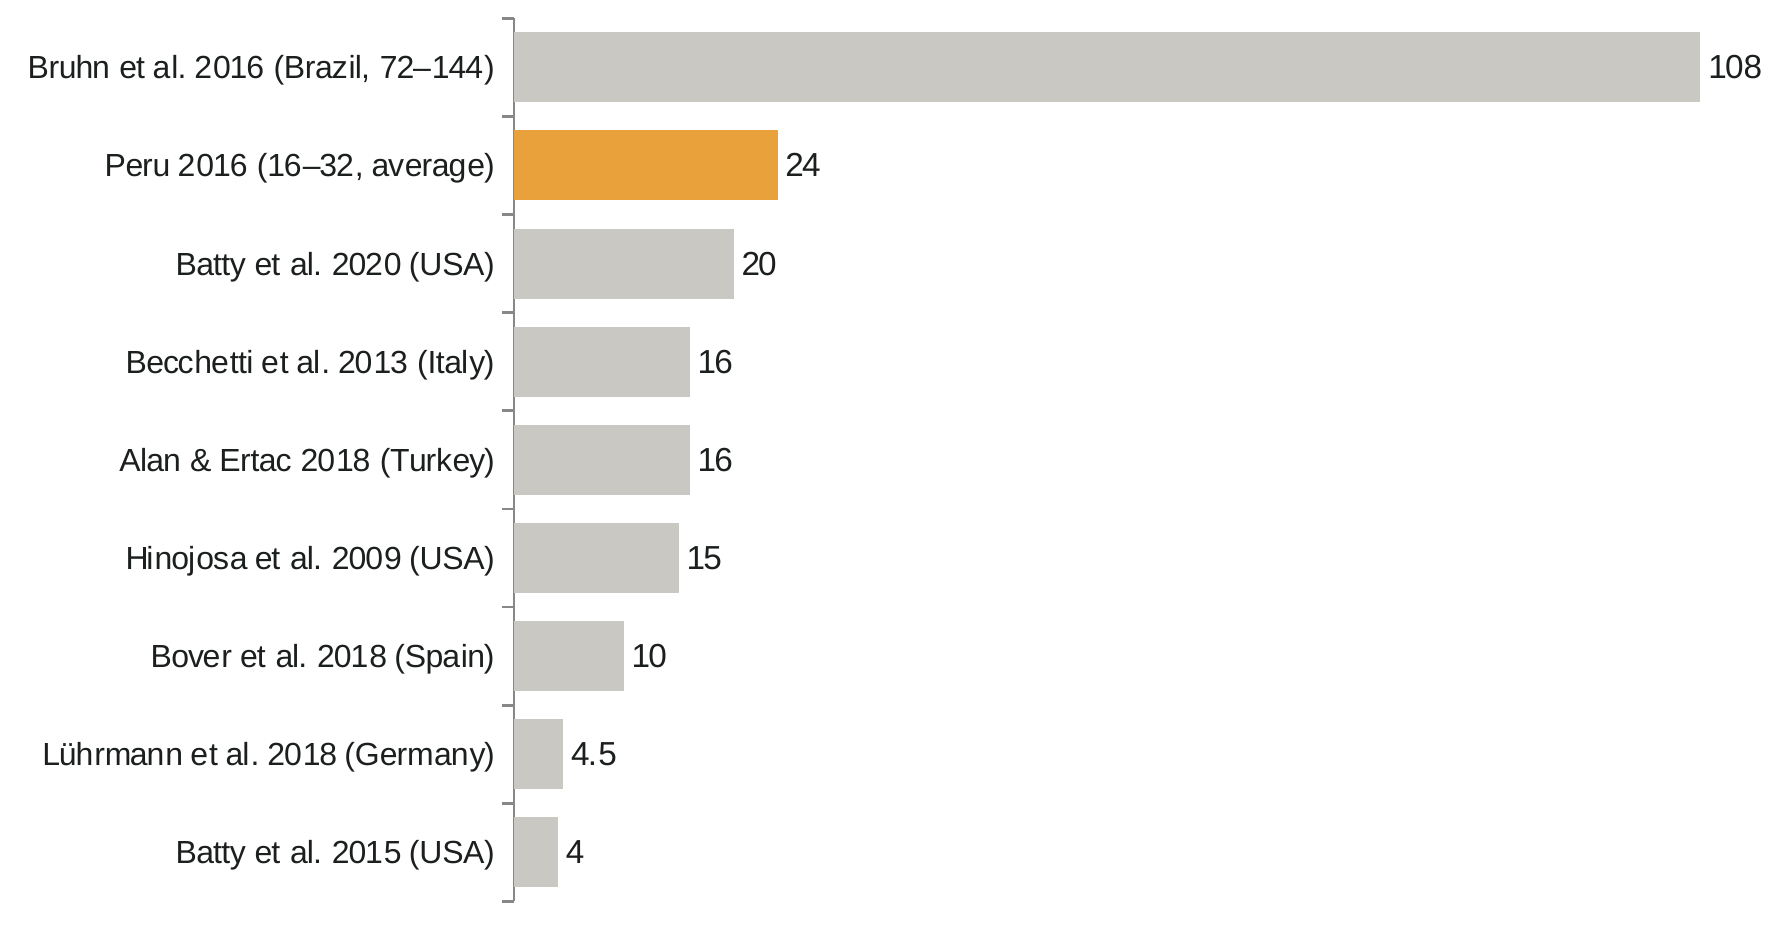 Bruhn et al. 2016 (Brazil, 72–144) 108
Peru 2016 (16–32, average) 24
Batty et al. 2020 (USA) 20
Becchetti et al. 2013 (Italy) 16
Alan & Ertac 2018 (Turkey) 16
Hinojosa et al. 2009 (USA) 15
Bover et al. 2018 (Spain) 10
Lührmann et al. 2018 (Germany) 4.5
Batty et al. 2015 (USA) 4